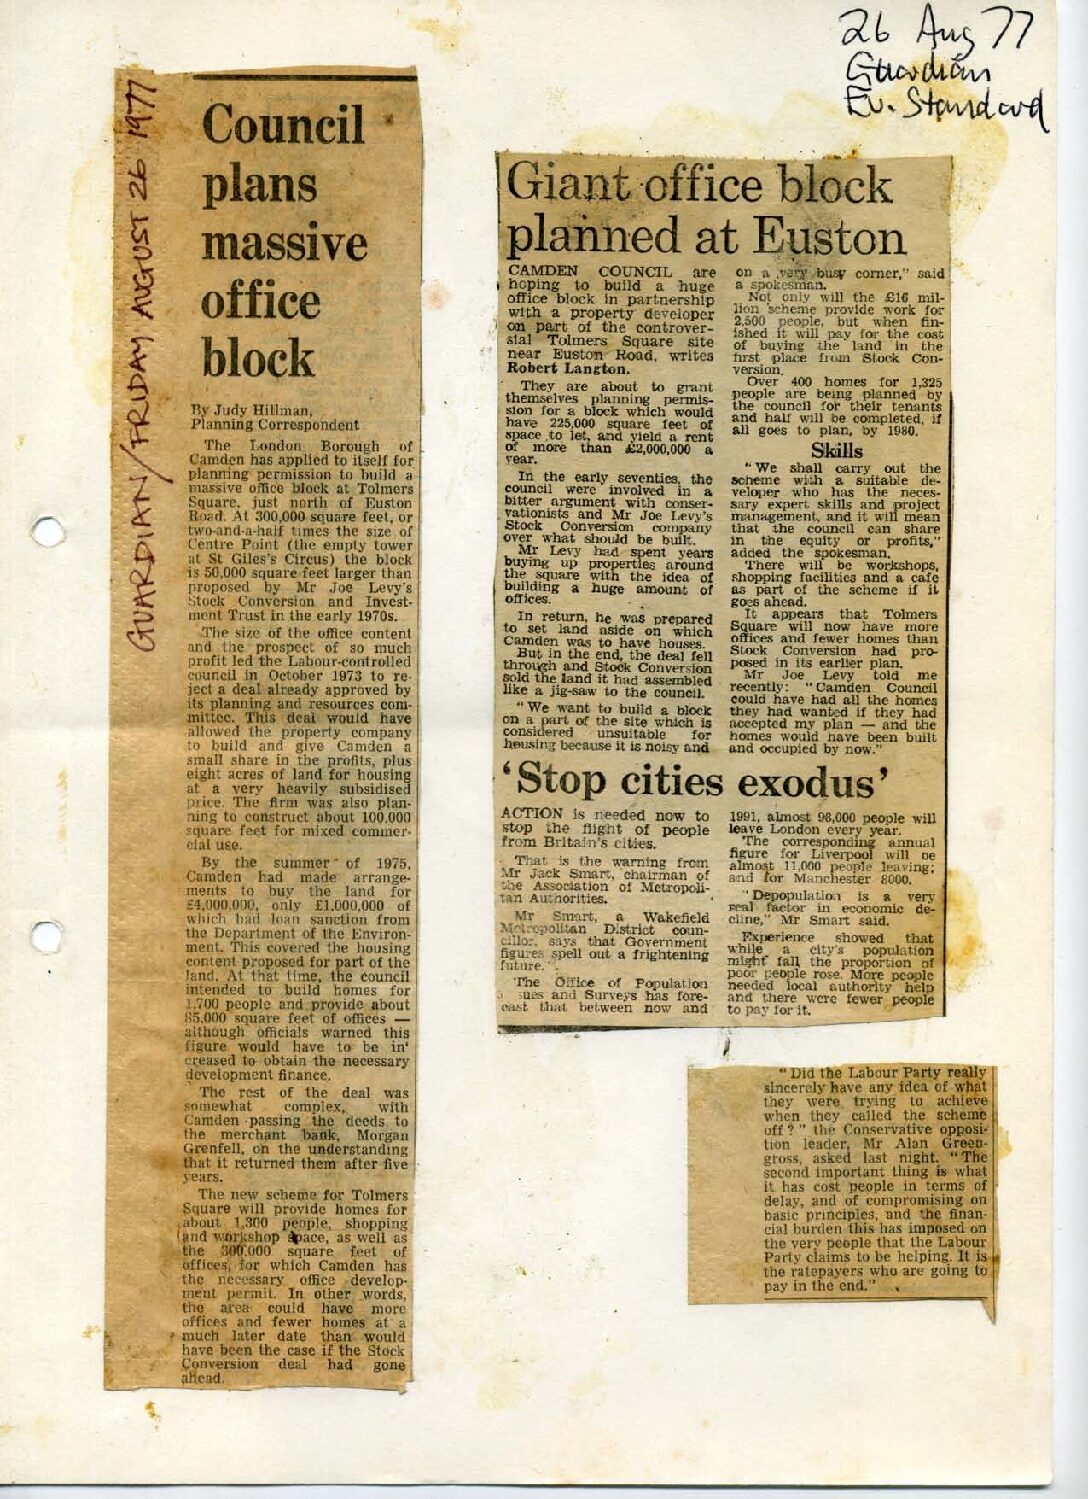 26 Aug 77
Guardian
Ev. Standard
GUARDIAN/FRIDAY AUGUST 26 1977
Council
plans
massive
office
block
By Judy Hillman,
Planning Correspondent
The London Borough of
Camden has applied to itself for
planning permission to build a
massive office block at Tolmers
Square, just north of Euston
Road. At 300,000 square feet, or
two-and-a-half times the size of
Centre Point (the empty tower
at St Giles's Circus) the block
is 50,000 square feet larger than
proposed by Mr Joe Levy's
Stock Conversion and Invest-
ment Trust in the early 1970s.
The size of the office content
and the prospect of so much
profit led the Labour-controlled
council in October 1973 to re-
ject a deal already approved by
its planning and resources com-
mittee. This deal would have
allowed the property company
to build and give Camden a
small share in the profits, plus
eight acres of land for housing
at a very heavily subsidised
price. The firm was also plan-
ning to construct about 100,000
square feet for mixed commer-
cial use.
By the summer of 1975,
Camden had made arrange-
ments to buy the land for
£4,000,000, only £1,000,000 of
which had loan sanction from
the Department of the Environ-
ment. This covered the housing
content proposed for part of the
land. At that time, the council
intended to build homes for
1,700 people and provide about
85,000 square feet of offices —
although officials warned this
figure would have to be in'
creased to obtain the necessary
development finance.
The rest of the deal was
somewhat complex, with
Camden passing the deeds to
the merchant bank, Morgan
Grenfell, on the understanding
that it returned them after five
years.
The new scheme for Tolmers
Square will provide homes for
about 1,300 people, shopping
and workshop space, as well as
the 300,000 square feet of
offices, for which Camden has
the necessary office develop-
ment permit. In other words,
the area could have more
offices and fewer homes at a
much later date than would
have been the case if the Stock
Conversion deal had gone
ahead.
Giant office block
planned at Euston
CAMDEN COUNCIL are
hoping to build a huge
office block in partnership
with a property developer
on part of the controver-
sial Tolmers Square site
near Euston Road, writes
Robert Langton.
They are about to grant
themselves planning permis-
sion for a block which would
have 225,000 square feet of
space to let, and yield a rent
of more than £2,000,000 a
year.
In the early seventies, the
council were involved in a
bitter argument with conser-
vationists and Mr Joe Levy's
Stock Conversion company
over what should be built.
Mr Levy had spent years
buying up properties around
the square with the idea of
building a huge amount of
offices.
In return, he was prepared
to set land aside on which
Camden was to have houses.
But in the end, the deal fell
through and Stock Conversion
sold the land it had assembled
like a jig-saw to the council.
"We want to build a block
on a part of the site which is
considered unsuitable for
housing because it is noisy and
on a very busy corner," said
a spokesman.
Not only will the £16 mil-
lion scheme provide work for
2,500 people, but when fin-
ished it will pay for the cost
of buying the land in the
first place from Stock Con-
version.
Over 400 homes for 1,325
people are being planned by
the council for their tenants
and half will be completed, if
all goes to plan, by 1980.
Skills
"We shall carry out the
scheme with a suitable de-
veloper who has the neces-
sary expert skills and project
management, and it will mean
that the council can share
in the equity or profits,"
added the spokesman.
There will be workshops,
shopping facilities and a cafe
as part of the scheme if it
goes ahead.
It appears that Tolmers
Square will now have more
offices and fewer homes than
Stock Conversion had pro-
posed in its earlier plan.
Mr Joe Levy told me
recently: "Camden Council
could have had all the homes
they had wanted if they had
accepted my plan — and the
homes would have been built
and occupied by now."
'Stop cities exodus'
ACTION is needed now to
stop the flight of people
from Britain's cities.
That is the warning from
Mr Jack Smart, chairman of
the Association of Metropoli-
tan Authorities.
Mr Smart, a Wakefield
Metropolitan District coun-
cillor, says that Government
figures spell out a frightening
future.
The Office of Population
sues and Surveys has fore-
cast that between now and
1991, almost 98,000 people will
leave London every year.
The corresponding annual
figure for Liverpool will be
almost 11,000 people leaving;
and for Manchester 8000.
"Depopulation is a very
real factor in economic de-
cline," Mr Smart said.
Experience showed that
while a city's population
might fall the proportion of
poor people rose. More people
needed local authority help
and there were fewer people
to pay for it.
"Did the Labour Party really
sincerely have any idea of what
they were trying to achieve
when they called the scheme
off?" the Conservative opposi-
tion leader, Mr Alan Green-
gross, asked last night. "The
second important thing is what
it has cost people in terms of
delay, and of compromising on
basic principles, and the finan-
cial burden this has imposed on
the very people that the Labour
Party claims to be helping. It is
the ratepayers who are going to
pay in the end."